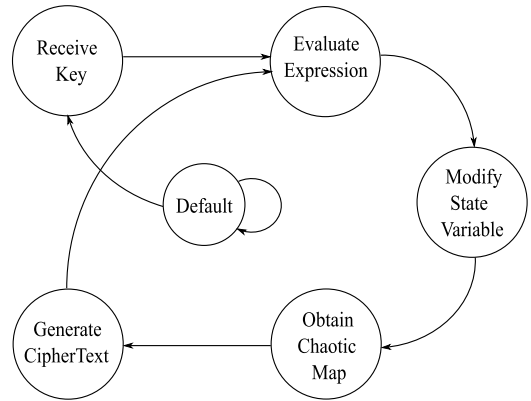 Receive
Key
Evaluate
Expression
Default
Modify
State
Variable
Generate
CipherText
Obtain
Chaotic
Map